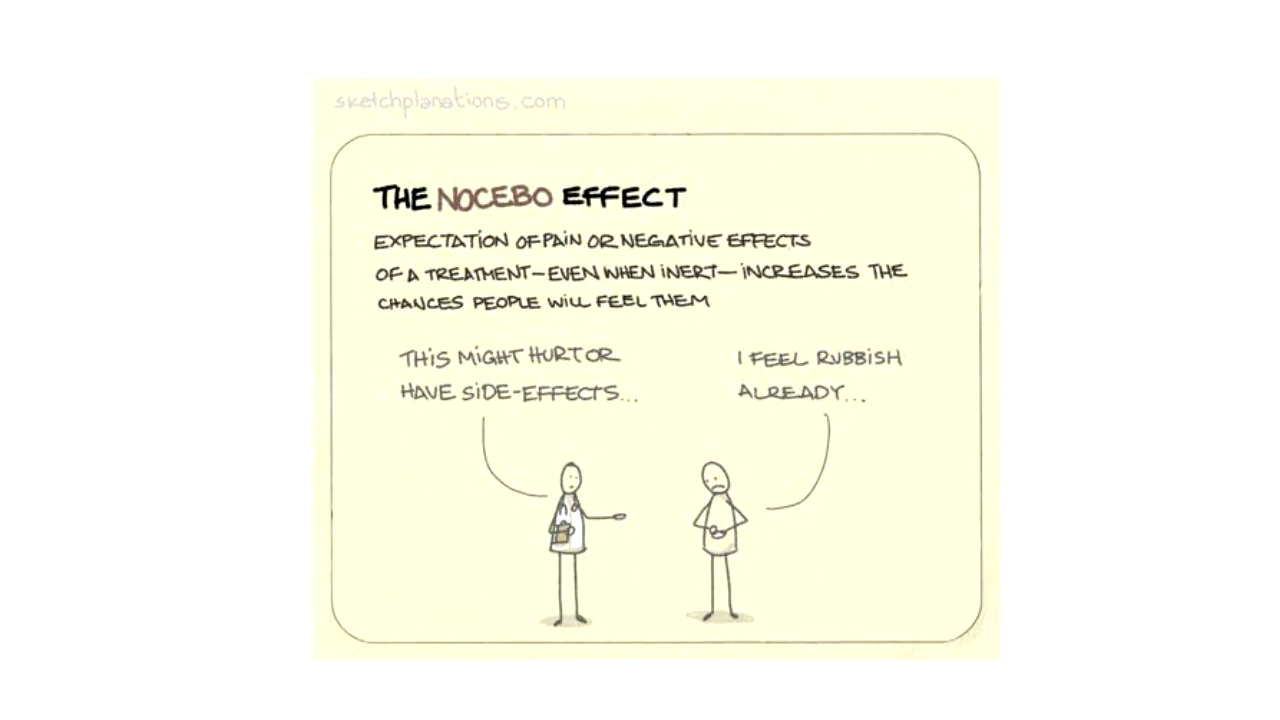 sketchplanations.com
THE NOCEBO EFFECT
EXPECTATION OF PAIN OR NEGATIVE EFFECTS
OF A TREATMENT—EVEN WHEN INERT—INCREASES THE
CHANCES PEOPLE WILL FEEL THEM
THIS MIGHT HURT OR
HAVE SIDE-EFFECTS...
I FEEL RUBBISH
ALREADY...